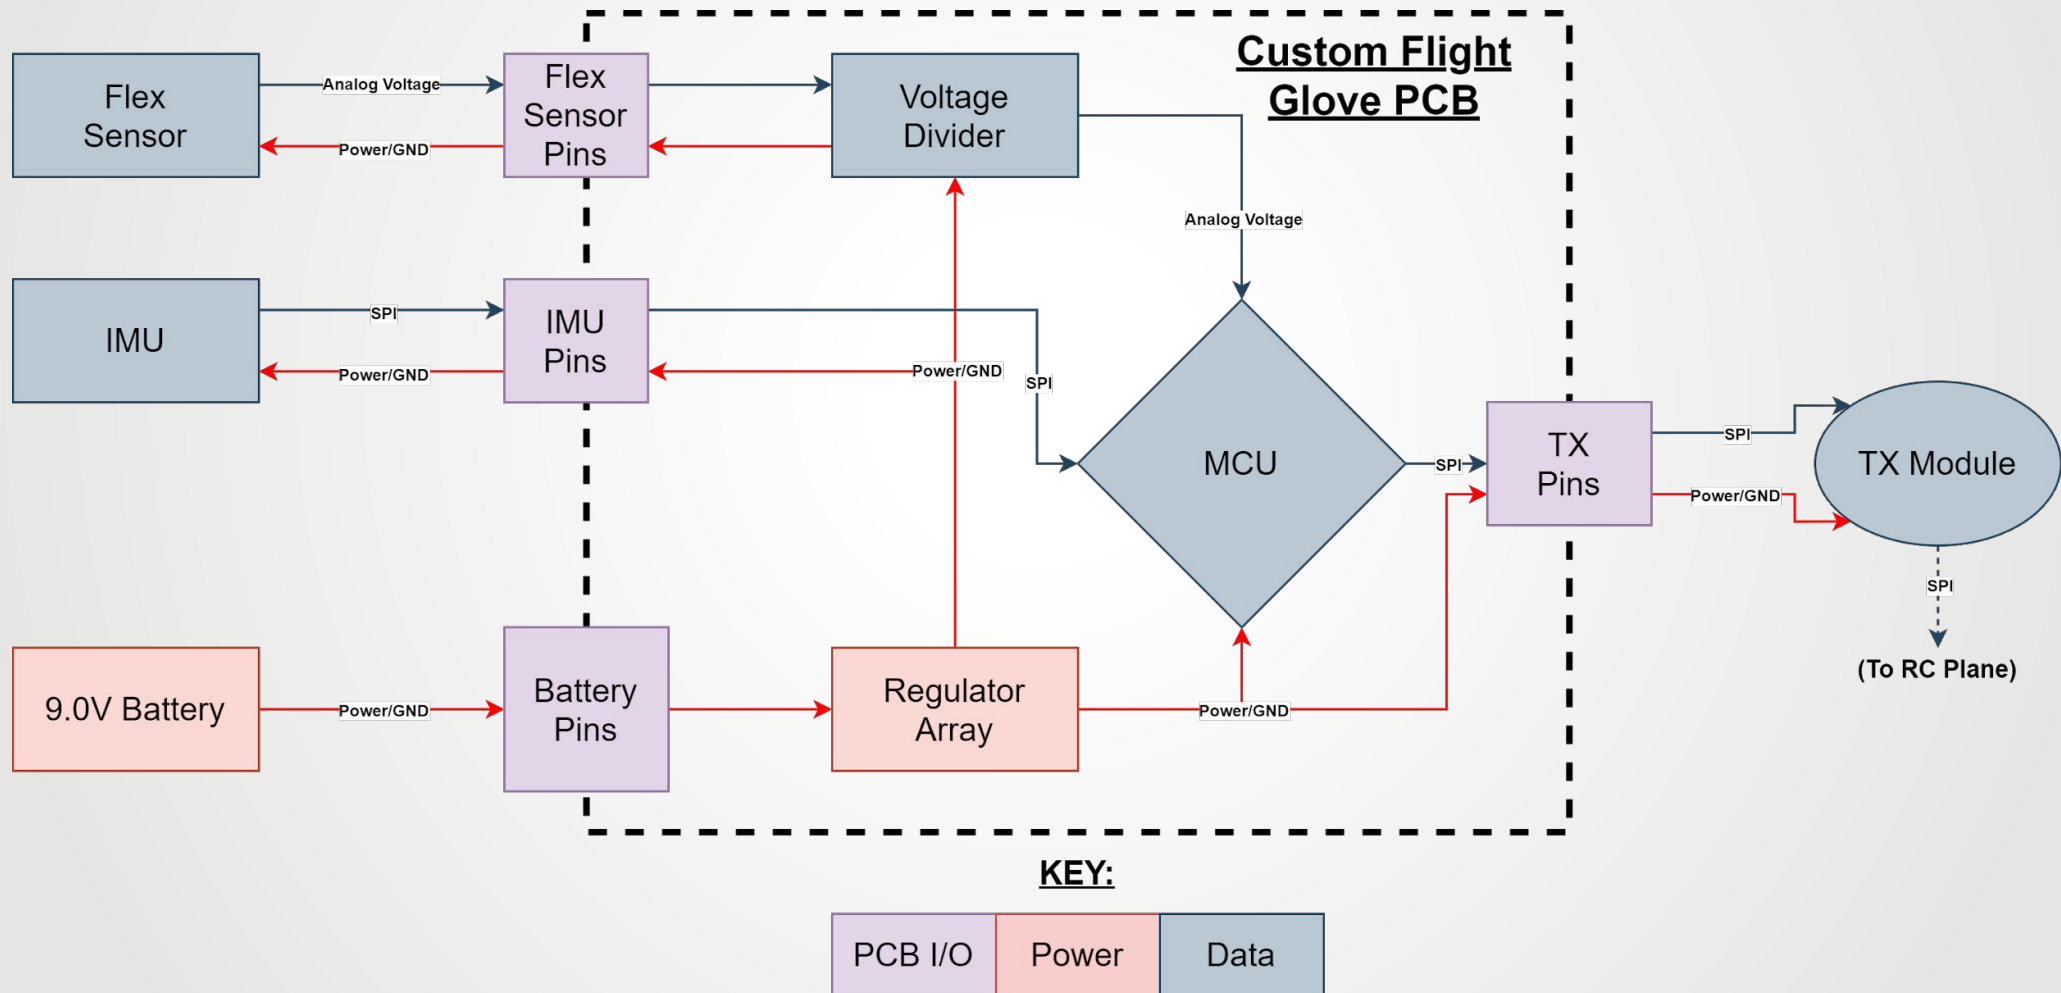 Custom Flight
Glove PCB
Flex
Sensor
Analog Voltage
Power/GND
Flex
Sensor
Pins
Voltage
Divider
Analog Voltage
IMU
SPI
Power/GND
IMU
Pins
Power/GND
SPI
MCU
SPI
TX
Pins
SPI
Power/GND
TX Module
SPI
(To RC Plane)
9.0V Battery
Power/GND
Battery
Pins
Regulator
Array
Power/GND
KEY:
PCB I/O
Power
Data